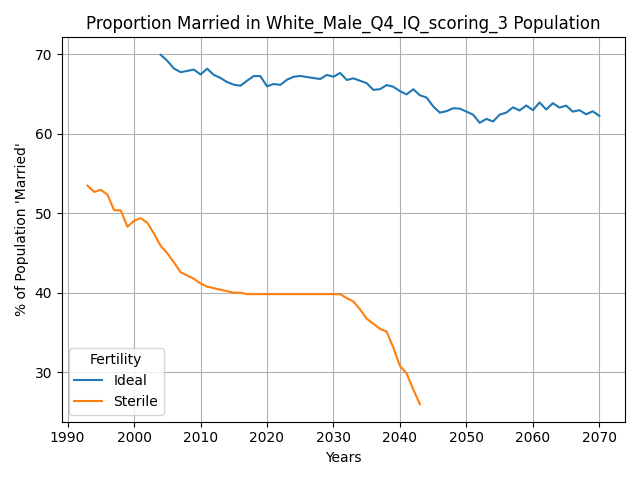 Proportion Married in White_Male_Q4_IQ_scoring_3 Population
% of Population 'Married'
70
60
50
40
30
Fertility
Ideal
Sterile
1990 2000 2010 2020 2030 2040 2050 2060 2070
Years